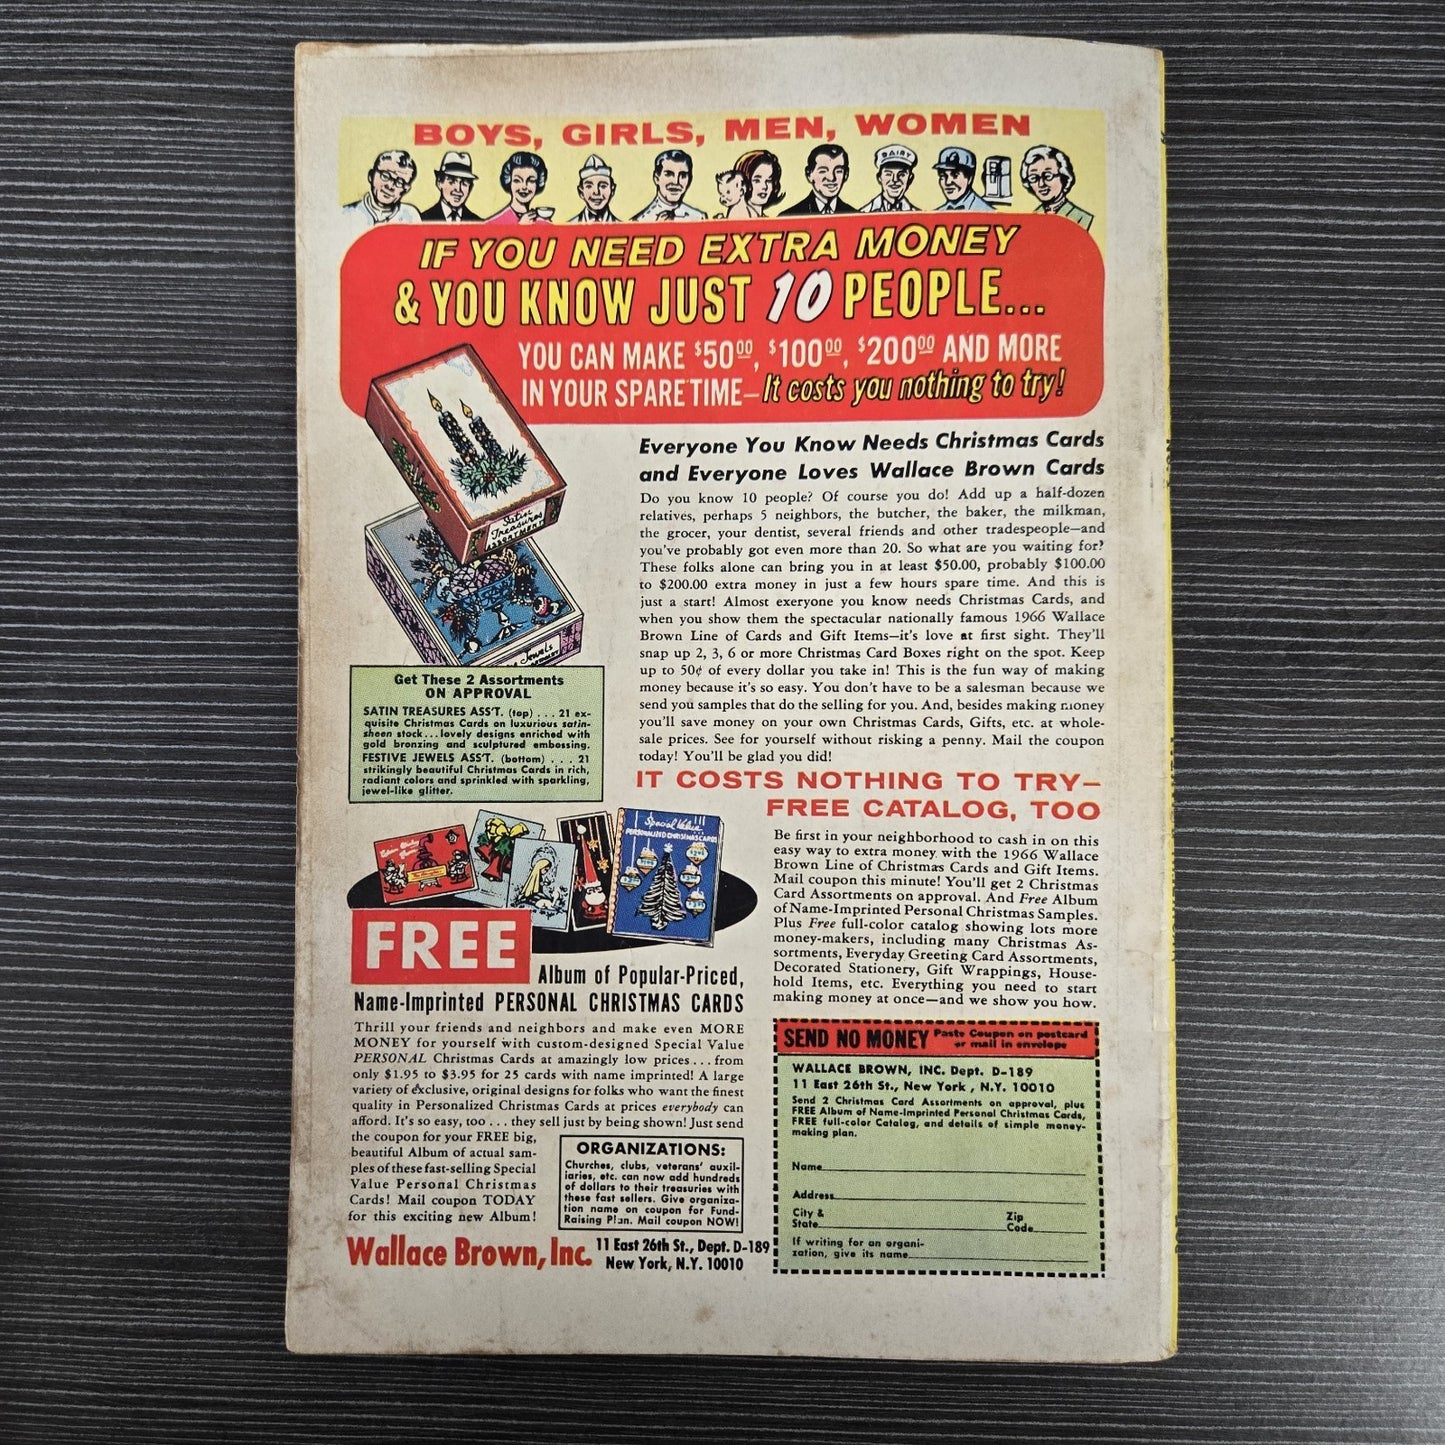 BOYS, GIRLS, MEN, WOMEN
DAIRY
IF YOU NEED EXTRA MONEY
& YOU KNOW JUST 10 PEOPLE...
YOU CAN MAKE $5000, $10000, $20000 AND MORE
IN YOUR SPARE TIME—It costs you nothing to try!
Satin
Treasures
ASSORTMENT
Jewels
Everyone You Know Needs Christmas Cards
and Everyone Loves Wallace Brown Cards
Do you know 10 people? Of course you do! Add up a half-dozen
relatives, perhaps 5 neighbors, the butcher, the baker, the milkman,
the grocer, your dentist, several friends and other tradespeople—and
you've probably got even more than 20. So what are you waiting for?
These folks alone can bring you in at least $50.00, probably $100.00
to $200.00 extra money in just a few hours spare time. And this is
just a start! Almost exeryone you know needs Christmas Cards, and
when you show them the spectacular nationally famous 1966 Wallace
Brown Line of Cards and Gift Items—it's love at first sight. They'll
snap up 2, 3, 6 or more Christmas Card Boxes right on the spot. Keep
up to 50¢ of every dollar you take in! This is the fun way of making
money because it's so easy. You don't have to be a salesman because we
send you samples that do the selling for you. And, besides making money
you'll save money on your own Christmas Cards, Gifts, etc. at whole-
sale prices. See for yourself without risking a penny. Mail the coupon
today! You'll be glad you did!
Get These 2 Assortments
ON APPROVAL
SATIN TREASURES ASS'T. (top) . . . 21 ex-
quisite Christmas Cards on luxurious satin-
sheen stock...lovely designs enriched with
gold bronzing and sculptured embossing.
FESTIVE JEWELS ASS'T. (bottom) . . . 21
strikingly beautiful Christmas Cards in rich,
radiant colors and sprinkled with sparkling,
jewel-like glitter.
IT COSTS NOTHING TO TRY—
FREE CATALOG, TOO
Be first in your neighborhood to cash in on this
easy way to extra money with the 1966 Wallace
Brown Line of Christmas Cards and Gift Items.
Mail coupon this minute! You'll get 2 Christmas
Card Assortments on approval. And Free Album
of Name-Imprinted Personal Christmas Samples.
Plus Free full-color catalog showing lots more
money-makers, including many Christmas As-
sortments, Everyday Greeting Card Assortments,
Decorated Stationery, Gift Wrappings, House-
hold Items, etc. Everything you need to start
making money at once—and we show you how.
Special Value
PERSONALIZED CHRISTMAS CARDS
FREE
Album of Popular-Priced,
Name-Imprinted PERSONAL CHRISTMAS CARDS
Thrill your friends and neighbors and make even MORE
MONEY for yourself with custom-designed Special Value
PERSONAL Christmas Cards at amazingly low prices . . . from
only $1.95 to $3.95 for 25 cards with name imprinted! A large
variety of exclusive, original designs for folks who want the finest
quality in Personalized Christmas Cards at prices everybody can
afford. It's so easy, too . . . they sell just by being shown! Just send
the coupon for your FREE big,
beautiful Album of actual sam-
ples of these fast-selling Special
Value Personal Christmas
Cards! Mail coupon TODAY
for this exciting new Album!
ORGANIZATIONS:
Churches, clubs, veterans' auxil-
iaries, etc. can now add hundreds
of dollars to their treasuries with
these fast sellers. Give organiza-
tion name on coupon for Fund-
Raising Plan. Mail coupon NOW!
Wallace Brown, Inc. 11 East 26th St., Dept. D-189
New York, N.Y. 10010
SEND NO MONEY Paste Coupon on postcard
or mail in envelope
WALLACE BROWN, INC. Dept. D-189
11 East 26th St., New York , N.Y. 10010
Send 2 Christmas Card Assortments on approval, plus
FREE Album of Name-Imprinted Personal Christmas Cards,
FREE full-color Catalog, and details of simple money-
making plan.
Name
Address
City & State Zip Code
If writing for an organi-
zation, give its name